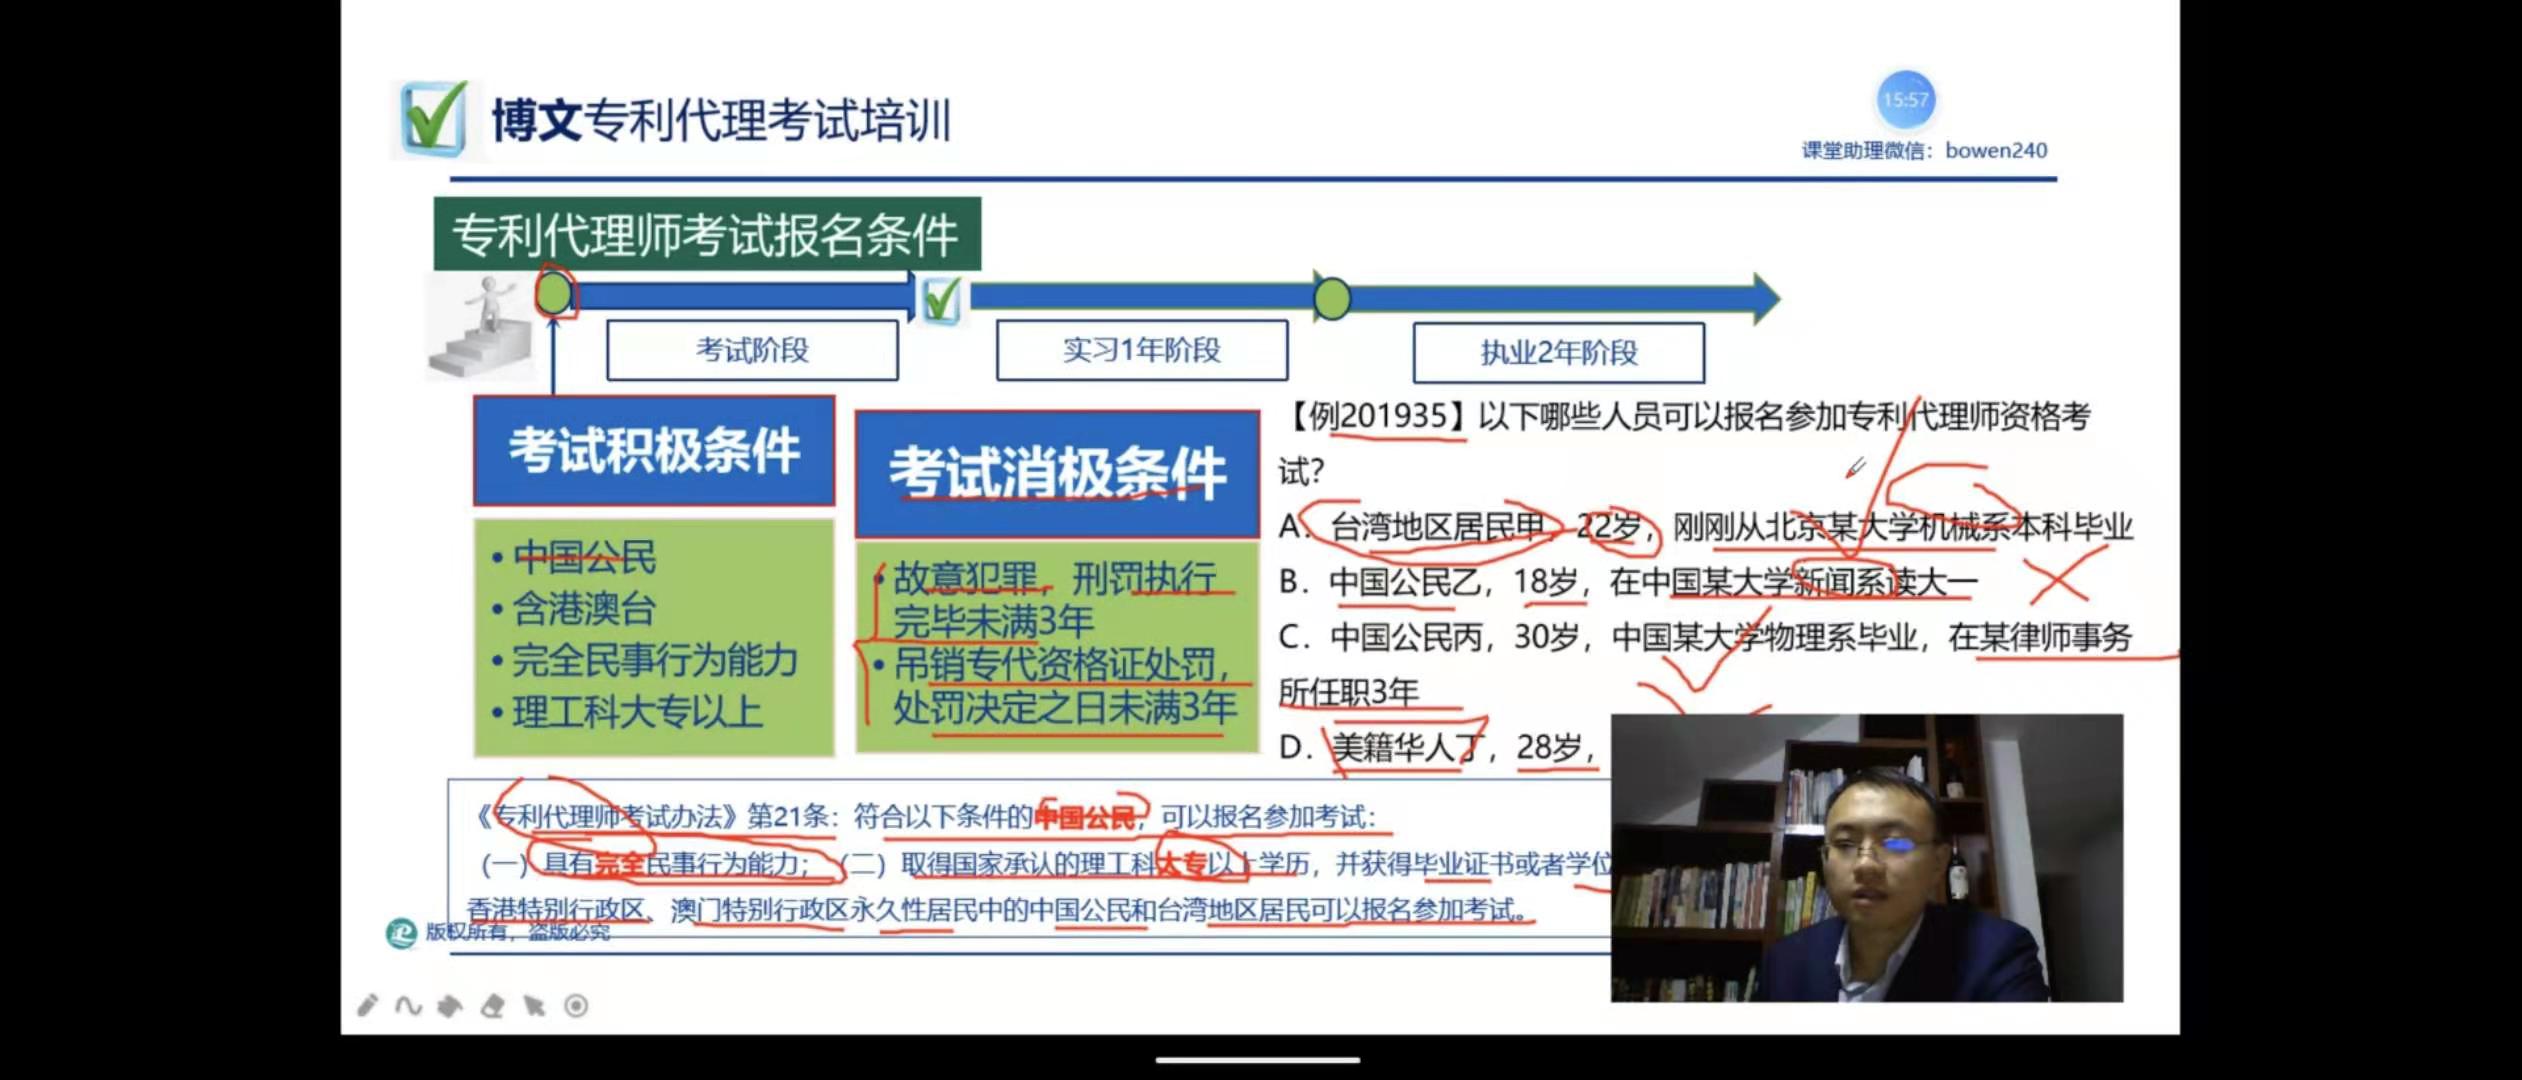 博文专利代理考试培训
15:57
课堂助理微信：bowen240
专利代理师考试报名条件
考试阶段
实习1年阶段
执业2年阶段
考试积极条件
• 中国公民
• 含港澳台
• 完全民事行为能力
• 理工科大专以上
考试消极条件
• 故意犯罪，刑罚执行
完毕未满3年
• 吊销专代资格证处罚，
处罚决定之日未满3年
【例201935】以下哪些人员可以报名参加专利代理师资格考
试？
A. 台湾地区居民甲，22岁，刚刚从北京某大学机械系本科毕业
B. 中国公民乙，18岁，在中国某大学新闻系读大一
C. 中国公民丙，30岁，中国某大学物理系毕业，在某律师事务
所任职3年
D. 美籍华人丁，28岁，
《专利代理师考试办法》第21条：符合以下条件的中国公民，可以报名参加考试：
（一）具有完全民事行为能力；（二）取得国家承认的理工科大专以上学历，并获得毕业证书或者学位
香港特别行政区、澳门特别行政区永久性居民中的中国公民和台湾地区居民可以报名参加考试。
版权所有，盗版必究